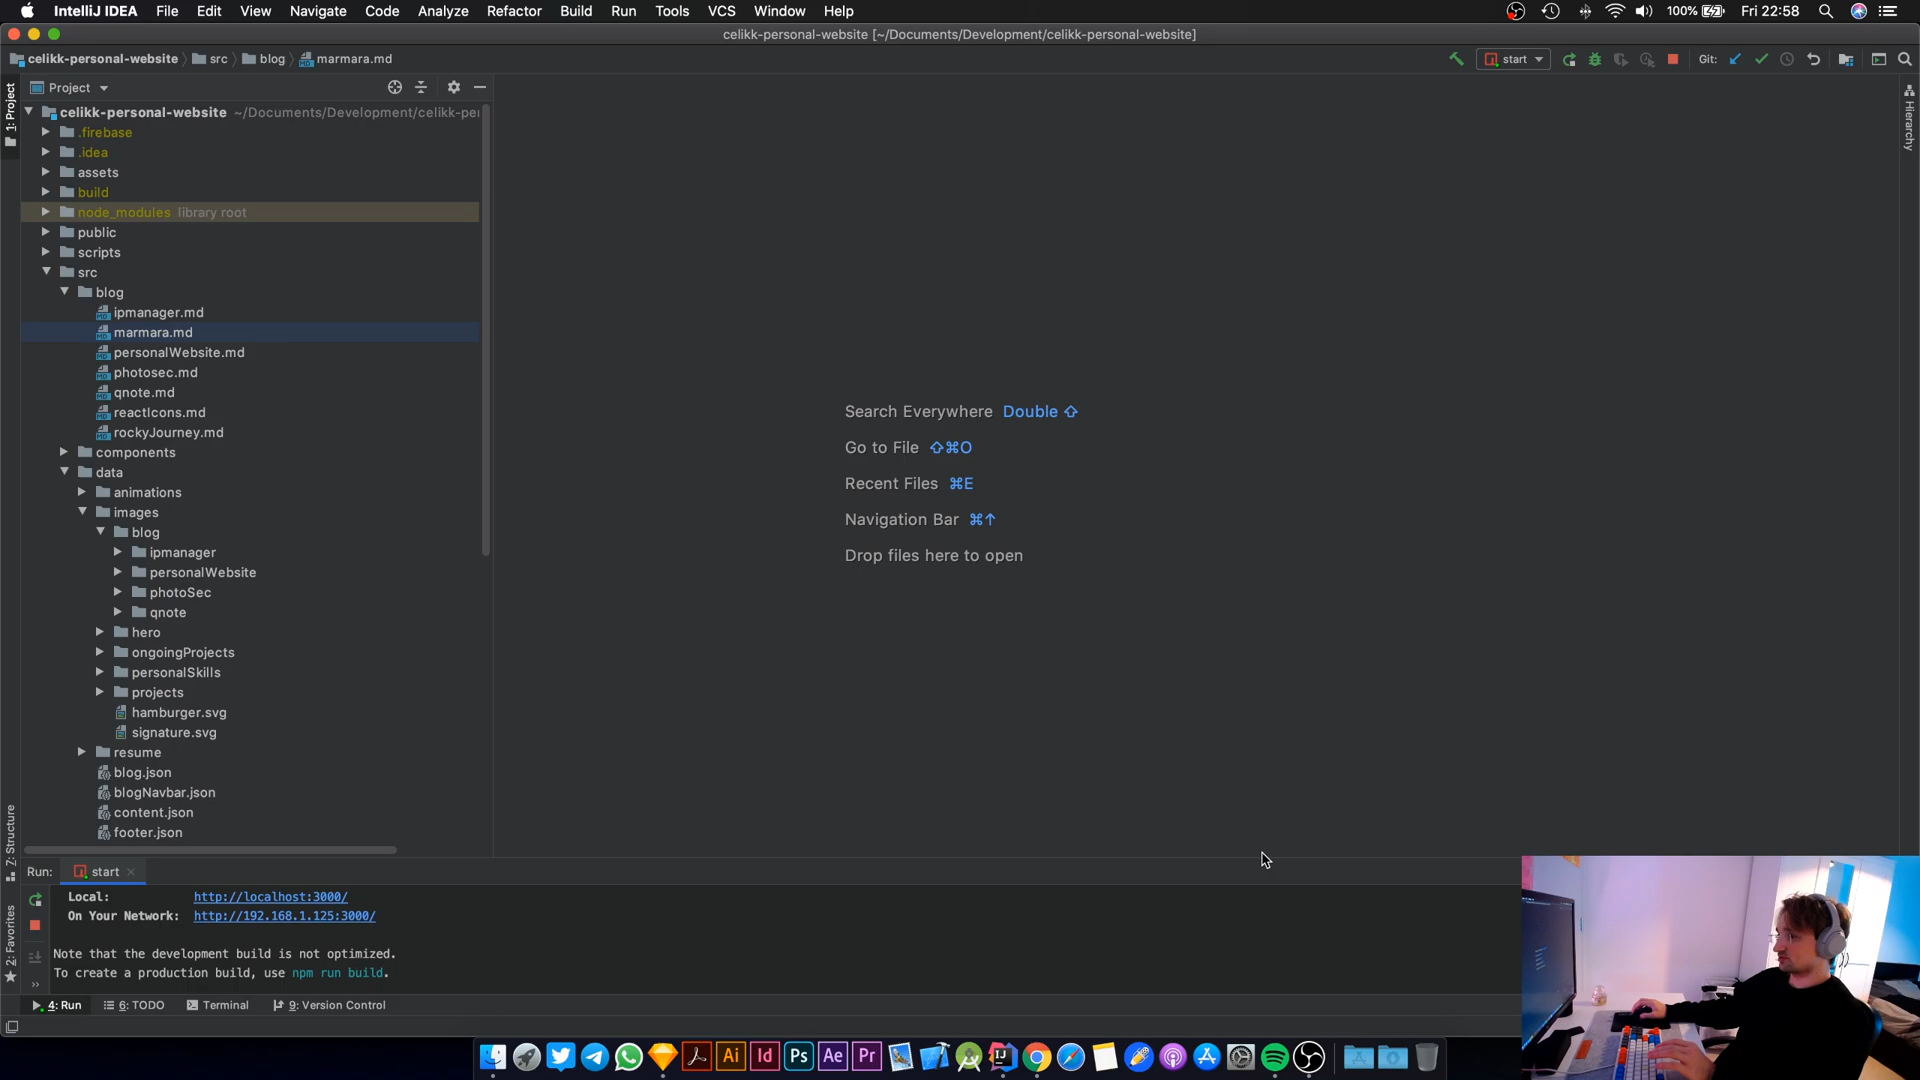 IntelliJ IDEA File Edit View Navigate Code Analyze Refactor Build Run Tools VCS Window Help 100% Fri 22:58
celikk-personal-website [~/Documents/Development/celikk-personal-website]
celikk-personal-website src blog marmara.md start Git:
Project
1: Project
Hierarchy
celikk-personal-website ~/Documents/Development/celikk-per
.firebase
.idea
assets
build
node_modules library root
public
scripts
src
blog
ipmanager.md
marmara.md
personalWebsite.md
photosec.md
qnote.md
reactIcons.md
rockyJourney.md
components
data
animations
images
blog
ipmanager
personalWebsite
photoSec
qnote
hero
ongoingProjects
personalSkills
projects
hamburger.svg
signature.svg
resume
blog.json
blogNavbar.json
content.json
footer.json
Search Everywhere Double ⇧
Go to File ⇧⌘O
Recent Files ⌘E
Navigation Bar ⌘↑
Drop files here to open
Z: Structure
2: Favorites
Run: start
Local: http://localhost:3000/
On Your Network: http://192.168.1.125:3000/
Note that the development build is not optimized.
To create a production build, use npm run build.
4: Run 6: TODO Terminal 9: Version Control
Ai Id Ps Ae Pr IJ